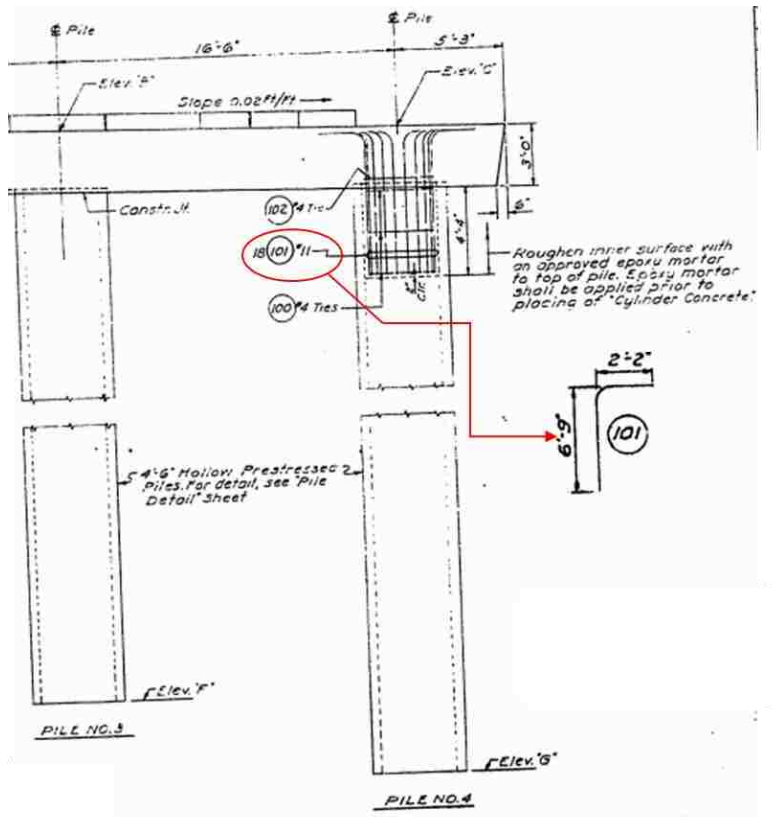 ℄ Pile
℄ Pile
16'-6"
5'-3"
Elev. "B"
Elev. "C"
Slope 0.02 Ft/Ft
3'-0"
Constr. Jt.
102 #4 Tie
4'-4"
6"
18 101 #11
Roughen inner surface with
an approved epoxy mortar
to top of pile. Epoxy mortar
shall be applied prior to
placing of "Cylinder Concrete".
Clr.
100 #4 Ties
2'-2"
6'-9"
101
4'-6" Hollow Prestressed
Piles. For detail, see "Pile
Detail" Sheet
Elev. "F"
PILE NO. 3
Elev. "G"
PILE NO. 4